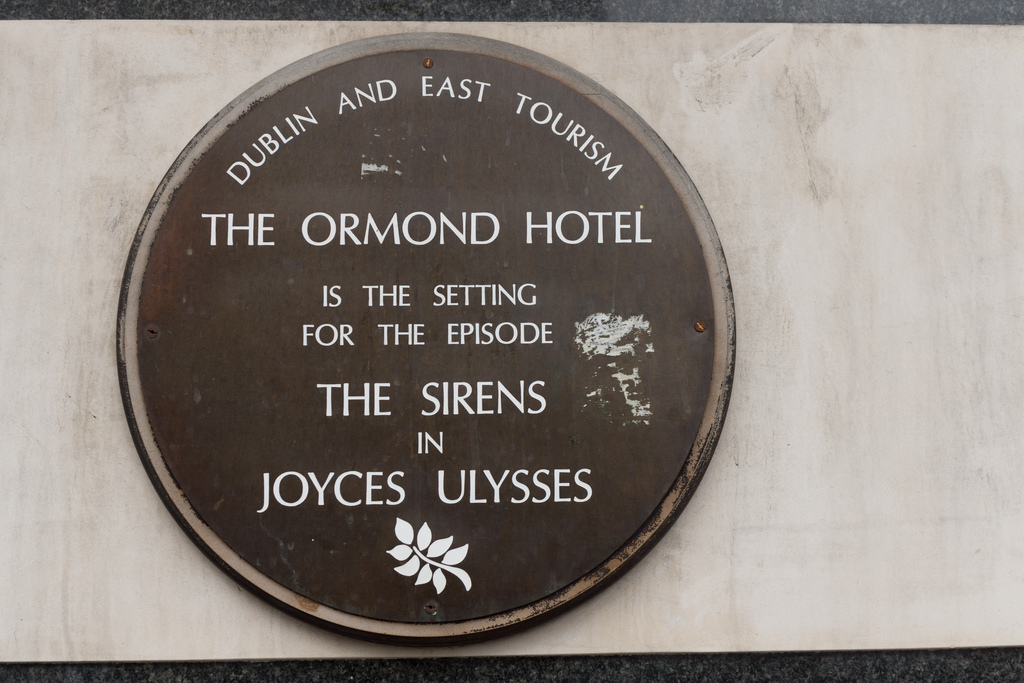 DUBLIN AND EAST TOURISM
THE ORMOND HOTEL
IS THE SETTING
FOR THE EPISODE
THE SIRENS
IN
JOYCES ULYSSES